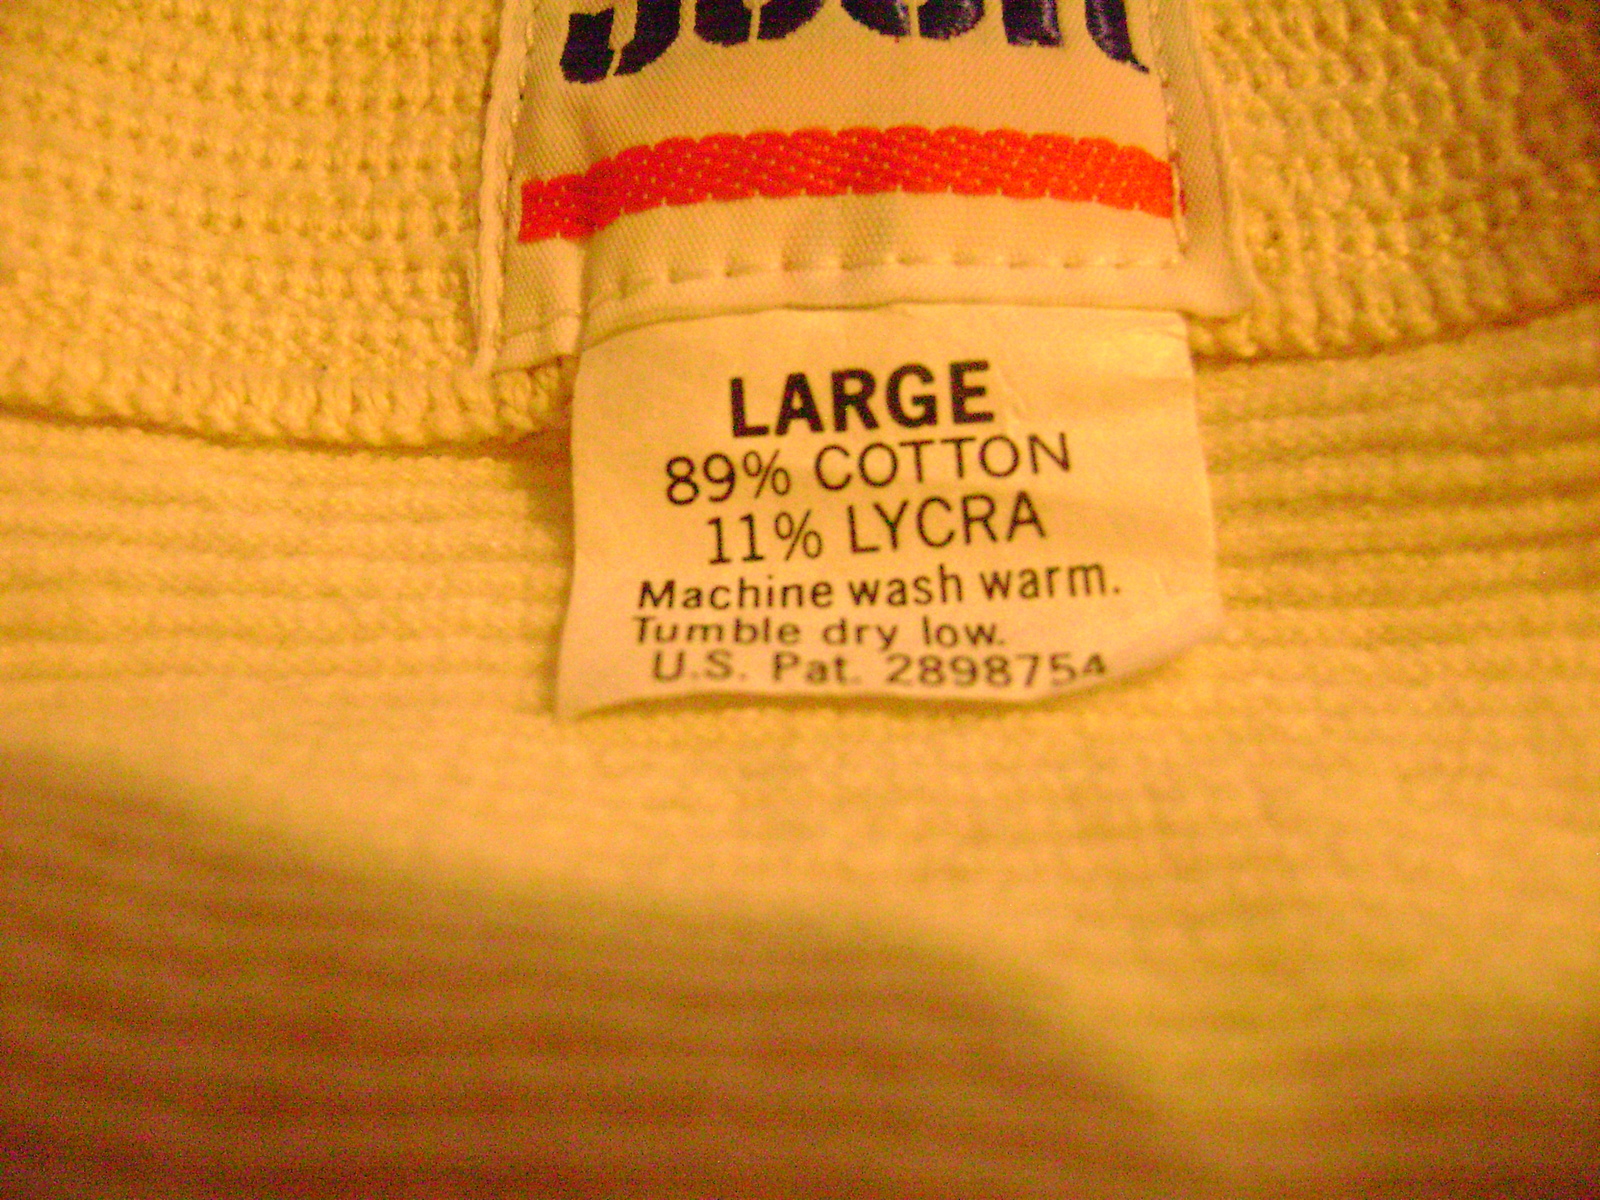 LARGE
89% COTTON
11% LYCRA
Machine wash warm.
Tumble dry low.
U.S. Pat. 2898754